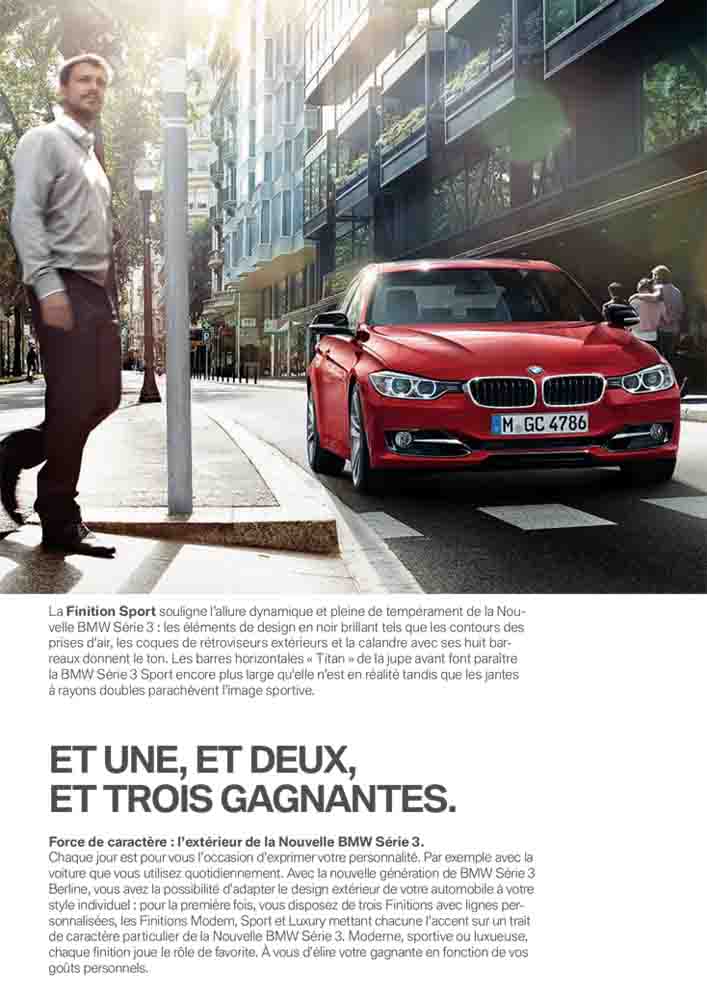 M GC 4786
La Finition Sport souligne l'allure dynamique et pleine de tempérament de la Nou-
velle BMW Série 3 : les éléments de design en noir brillant tels que les contours des
prises d'air, les coques de rétroviseurs extérieurs et la calandre avec ses huit bar-
reaux donnent le ton. Les barres horizontales « Titan » de la jupe avant font paraître
la BMW Série 3 Sport encore plus large qu'elle n'est en réalité tandis que les jantes
à rayons doubles parachèvent l'image sportive.
ET UNE, ET DEUX,
ET TROIS GAGNANTES.
Force de caractère : l'extérieur de la Nouvelle BMW Série 3.
Chaque jour est pour vous l'occasion d'exprimer votre personnalité. Par exemple avec la
voiture que vous utilisez quotidiennement. Avec la nouvelle génération de BMW Série 3
Berline, vous avez la possibilité d'adapter le design extérieur de votre automobile à votre
style individuel : pour la première fois, vous disposez de trois Finitions avec lignes per-
sonnalisées, les Finitions Modern, Sport et Luxury mettant chacune l'accent sur un trait
de caractère particulier de la Nouvelle BMW Série 3. Moderne, sportive ou luxueuse,
chaque finition joue le rôle de favorite. À vous d'élire votre gagnante en fonction de vos
goûts personnels.